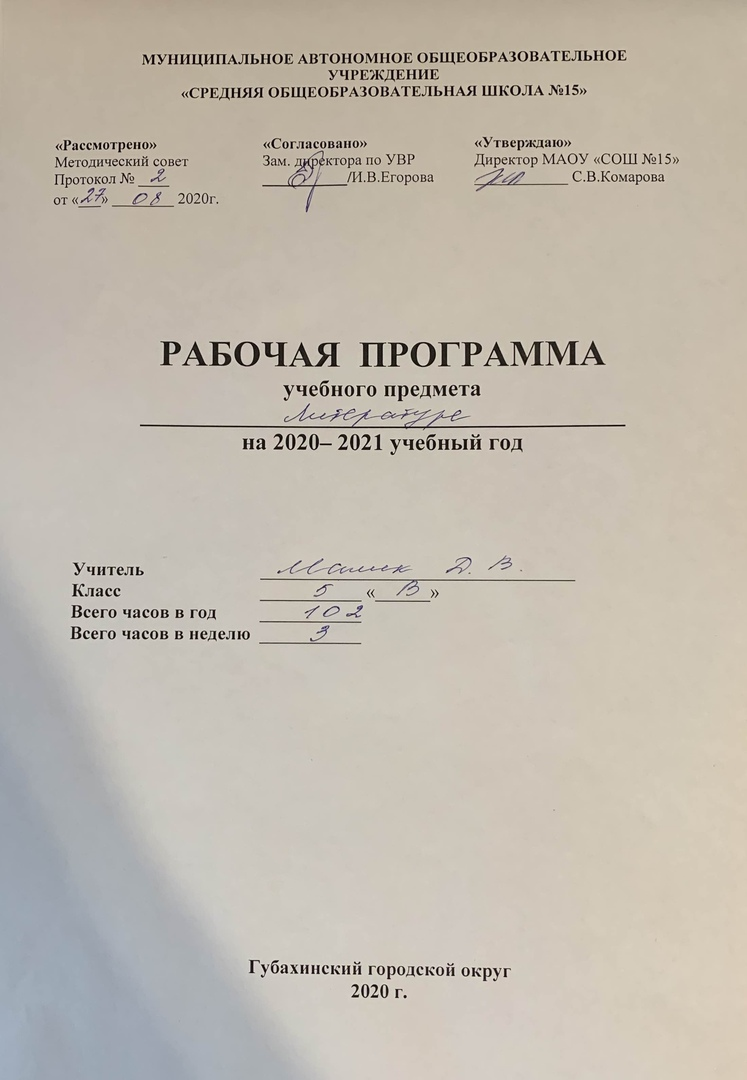 МУНИЦИПАЛЬНОЕ АВТОНОМНОЕ ОБЩЕОБРАЗОВАТЕЛЬНОЕ
УЧРЕЖДЕНИЕ
«СРЕДНЯЯ ОБЩЕОБРАЗОВАТЕЛЬНАЯ ШКОЛА №15»
«Рассмотрено»
Методический совет
Протокол № 2
от «27» 08 2020г.
«Согласовано»
Зам. директора по УВР
/И.В.Егорова
«Утверждаю»
Директор МАОУ «СОШ №15»
С.В.Комарова
РАБОЧАЯ ПРОГРАММА
учебного предмета
Литературе
на 2020– 2021 учебный год
Учитель Д. В.
Класс 5 « В »
Всего часов в год 102
Всего часов в неделю 3
Губахинский городской округ
2020 г.